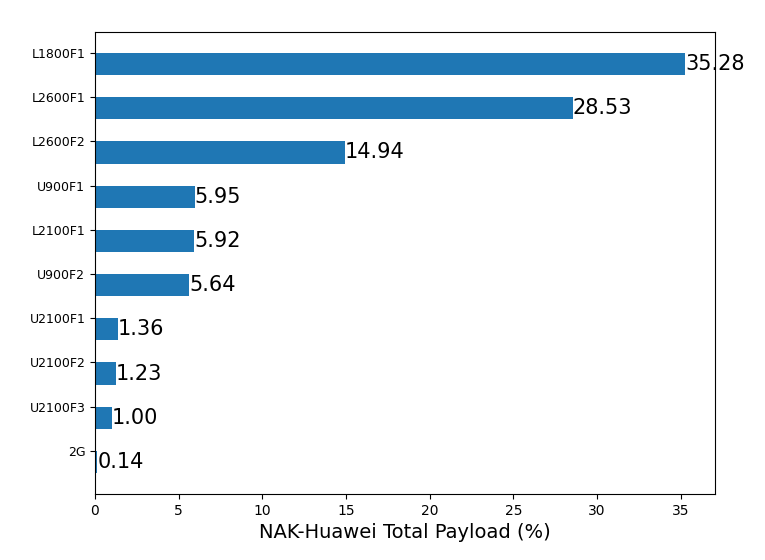 L1800F1 35.28
L2600F1 28.53
L2600F2 14.94
U900F1 5.95
L2100F1 5.92
U900F2 5.64
U2100F1 1.36
U2100F2 1.23
U2100F3 1.00
2G 0.14
0 5 10 15 20 25 30 35
NAK-Huawei Total Payload (%)